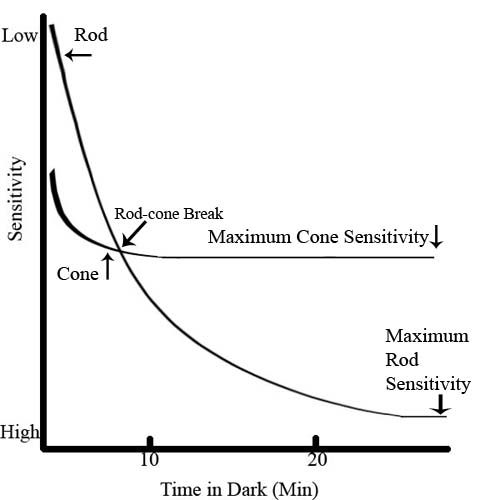 Low
Rod
Sensitivity
Rod-cone Break
Maximum Cone Sensitivity
Cone
Maximum
Rod
Sensitivity
High
10
20
Time in Dark (Min)